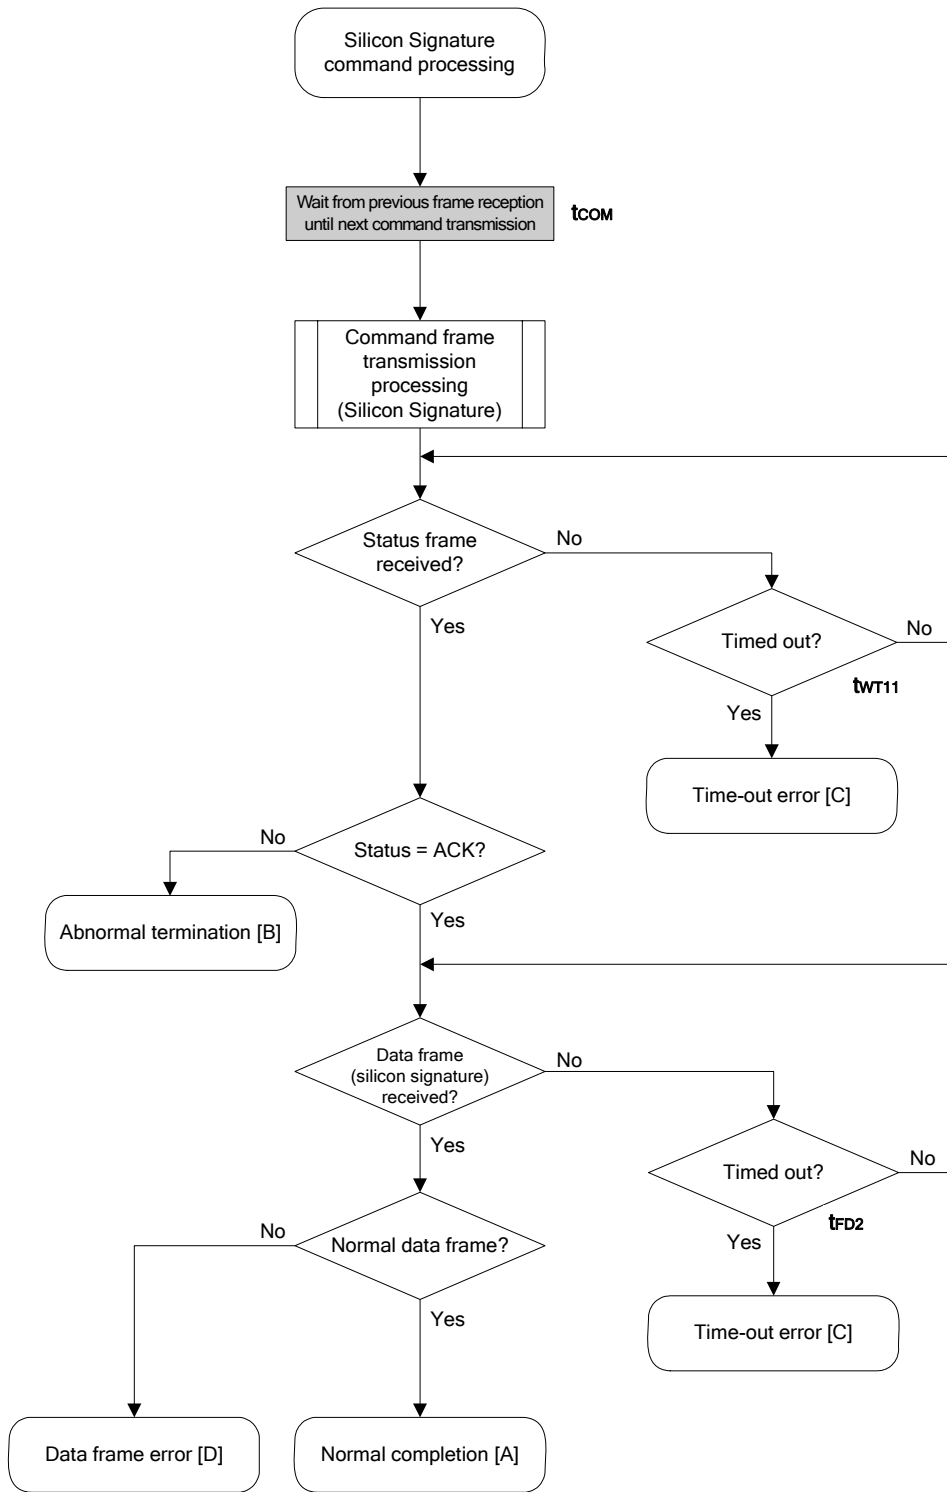 Silicon Signature
command processing
Wait from previous frame reception
until next command transmission
tCOM
Command frame
transmission
processing
(Silicon Signature)
Status frame
received?
No
Yes
Timed out?
No
tWT11
Yes
Time-out error [C]
Status = ACK?
No
Abnormal termination [B]
Yes
Data frame
(silicon signature)
received?
No
Yes
Timed out?
No
tFD2
Yes
Time-out error [C]
Normal data frame?
No
Yes
Data frame error [D]
Normal completion [A]